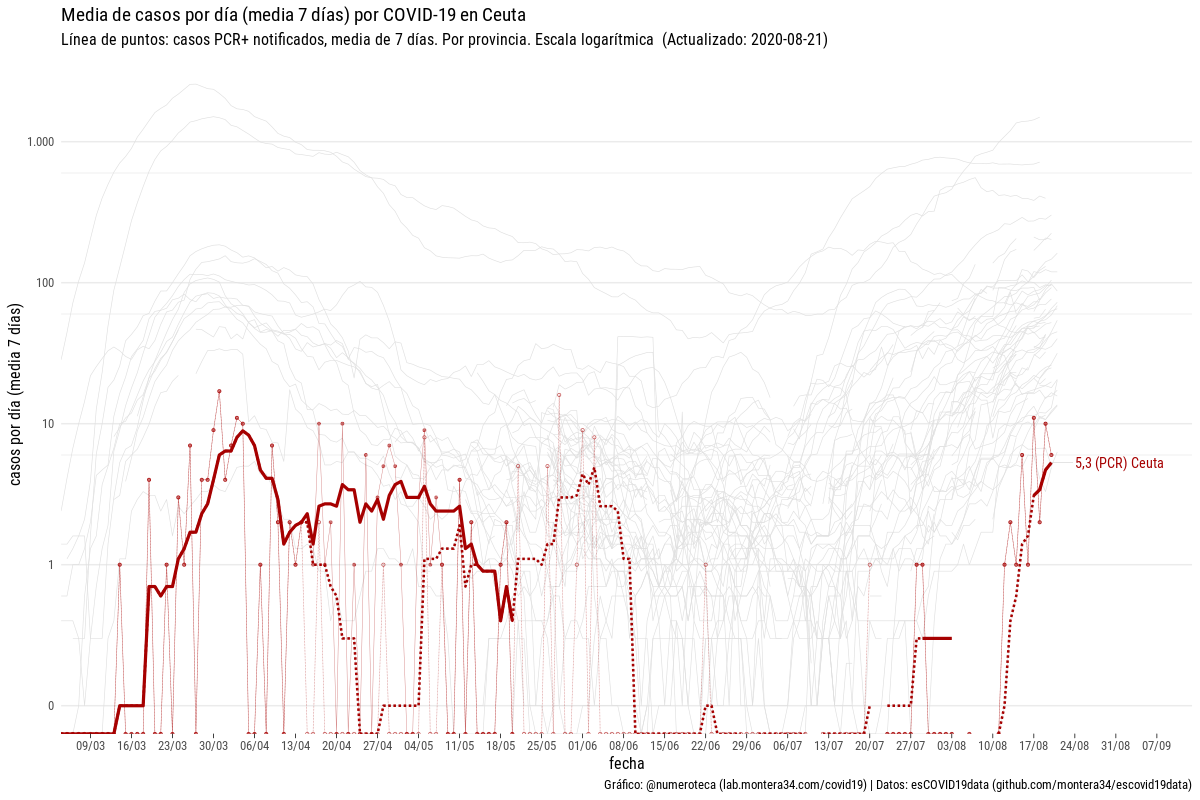 Media de casos por día (media 7 días) por COVID-19 en Ceuta
Línea de puntos: casos PCR+ notificados, media de 7 días. Por provincia. Escala logarítmica  (Actualizado: 2020-08-21)
casos por día (media 7 días)
1.000
100
10
1
0
5,3 (PCR) Ceuta
09/03 16/03 23/03 30/03 06/04 13/04 20/04 27/04 04/05 11/05 18/05 25/05 01/06 08/06 15/06 22/06 29/06 06/07 13/07 20/07 27/07 03/08 10/08 17/08 24/08 31/08 07/09
fecha
Gráfico: @numeroteca (lab.montera34.com/covid19) | Datos: esCOVID19data (github.com/montera34/escovid19data)